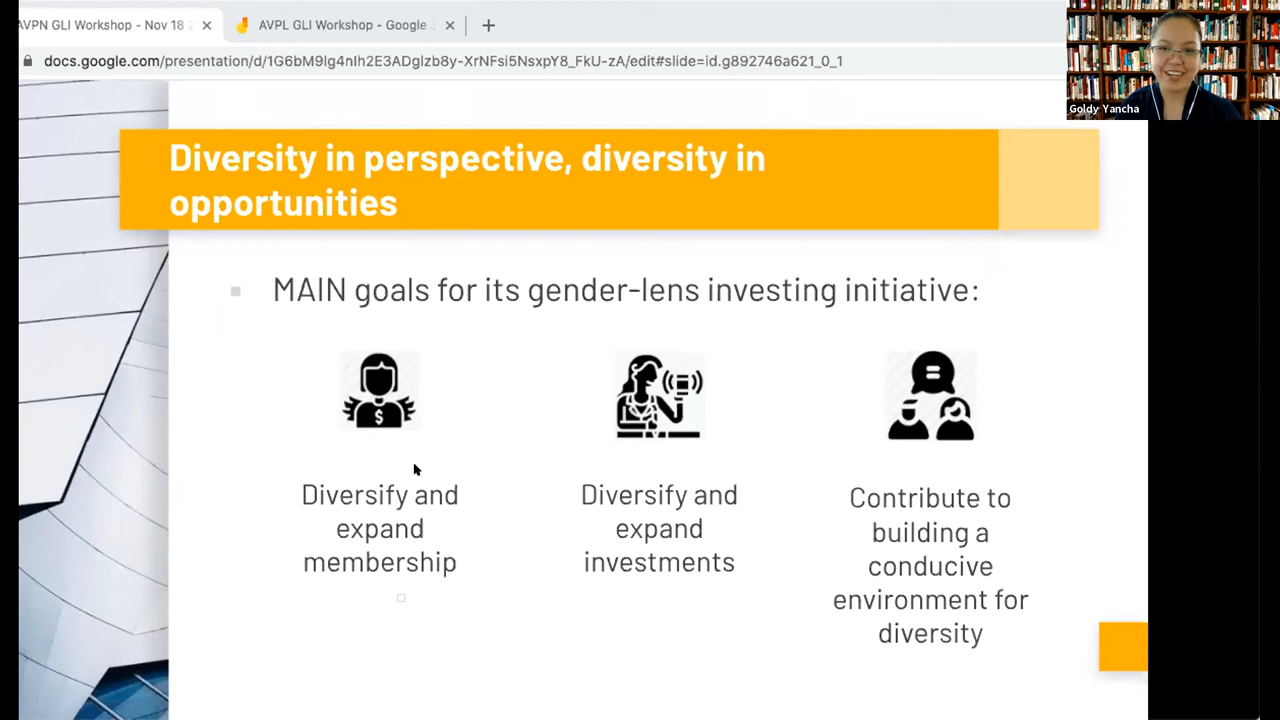 AVPN GLI Workshop - Nov 18
AVPL GLI Workshop - Google
docs.google.com/presentation/d/1G6bM9Ig4nIh2E3ADgIzb8y-XrNFsi5NsxpY8_FkU-zA/edit#slide=id.g892746a621_0_1
Goldy Yancha
Diversity in perspective, diversity in
opportunities
MAIN goals for its gender-lens investing initiative:
$
Diversify and
expand
membership
Diversify and
expand
investments
Contribute to
building a
conducive
environment for
diversity